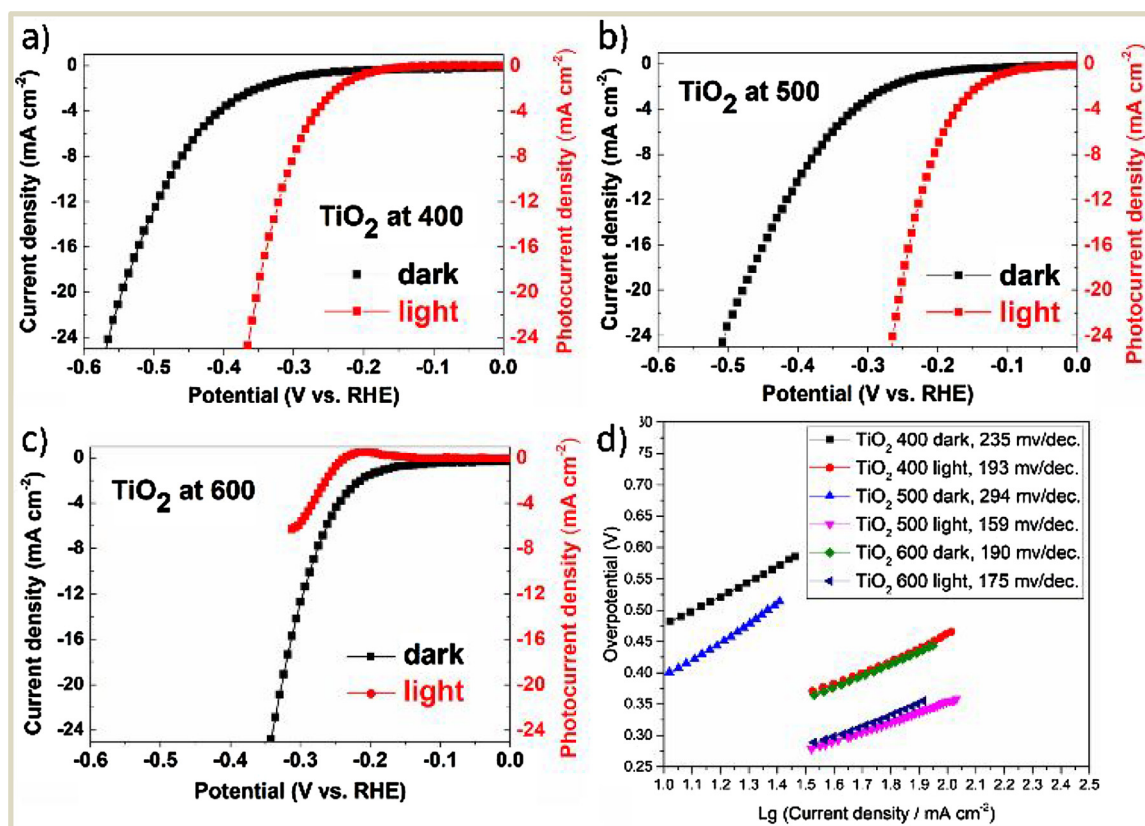 a)
Current density (mA cm-2)
0
-4
-8
-12
-16
-20
-24
TiO2 at 400
dark
light
-0.6 -0.5 -0.4 -0.3 -0.2 -0.1 0.0
Potential (V vs. RHE)
0
-4
-8
-12
-16
-20
-24
Photocurrent density (mA cm-2)
b)
Current density (mA cm-2)
0
-4
-8
-12
-16
-20
-24
TiO2 at 500
dark
light
-0.6 -0.5 -0.4 -0.3 -0.2 -0.1 0.0
Potential (V vs. RHE)
0
-4
-8
-12
-16
-20
-24
Photocurrent density (mA cm-2)
c)
Current density (mA cm-2)
0
-4
-8
-12
-16
-20
-24
TiO2 at 600
dark
light
-0.6 -0.5 -0.4 -0.3 -0.2 -0.1 0.0
Potential (V vs. RHE)
0
-4
-8
-12
-16
-20
-24
Photocurrent density (mA cm-2)
d)
Overpotential (V)
0.75
0.70
0.65
0.60
0.55
0.50
0.45
0.40
0.35
0.30
0.25
TiO2 400 dark, 235 mv/dec.
TiO2 400 light, 193 mv/dec.
TiO2 500 dark, 294 mv/dec.
TiO2 500 light, 159 mv/dec.
TiO2 600 dark, 190 mv/dec.
TiO2 600 light, 175 mv/dec.
1.0 1.1 1.2 1.3 1.4 1.5 1.6 1.7 1.8 1.9 2.0 2.1 2.2 2.3 2.4 2.5
Lg (Current density / mA cm-2)